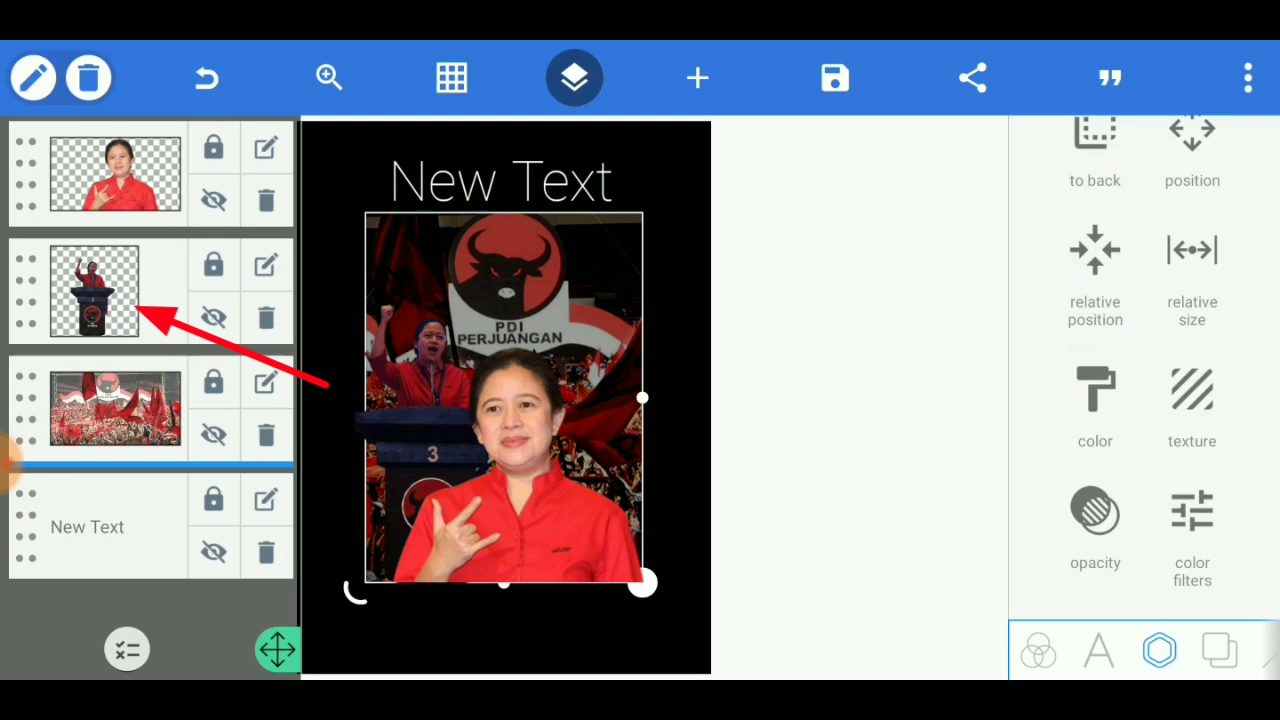 New Text
PDI
PERJUANGAN
3
New Text
to back
position
relative
position
relative
size
color
texture
opacity
color
filters